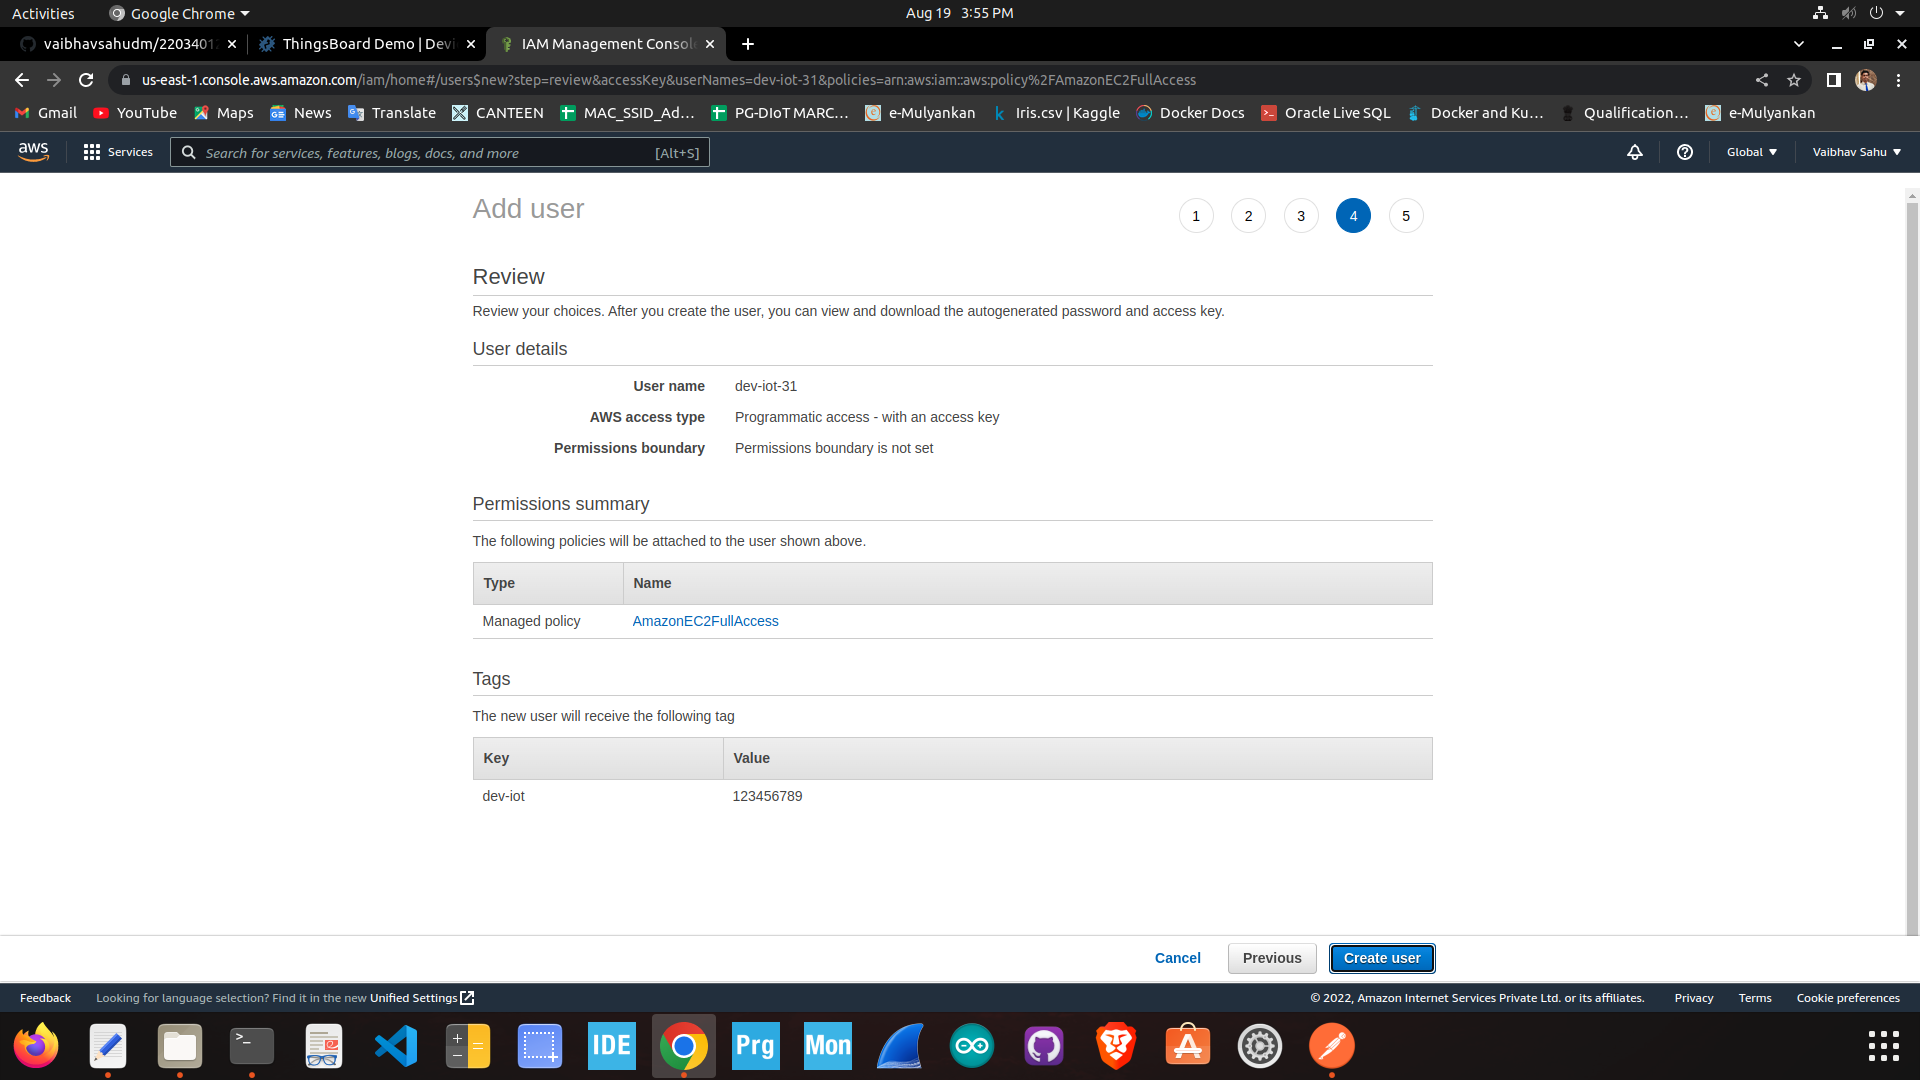 Activities Google Chrome Aug 19 3:55 PM
vaibhavsahudm/2203401 ThingsBoard Demo | Devi IAM Management Consol
us-east-1.console.aws.amazon.com/iam/home#/users$new?step=review&accessKey&userNames=dev-iot-31&policies=arn:aws:iam::aws:policy%2FAmazonEC2FullAccess
Gmail YouTube Maps News Translate CANTEEN MAC_SSID_Ad... PG-DIoT MARC... e-Mulyankan Iris.csv | Kaggle Docker Docs Oracle Live SQL Docker and Ku... Qualification... e-Mulyankan
aws Services Search for services, features, blogs, docs, and more [Alt+S] Global Vaibhav Sahu
Add user 1 2 3 4 5
Review
Review your choices. After you create the user, you can view and download the autogenerated password and access key.
User details
User name dev-iot-31
AWS access type Programmatic access - with an access key
Permissions boundary Permissions boundary is not set
Permissions summary
The following policies will be attached to the user shown above.
Type Name
Managed policy AmazonEC2FullAccess
Tags
The new user will receive the following tag
Key Value
dev-iot 123456789
Cancel Previous Create user
Feedback Looking for language selection? Find it in the new Unified Settings © 2022, Amazon Internet Services Private Ltd. or its affiliates. Privacy Terms Cookie preferences
IDE Prg Mon